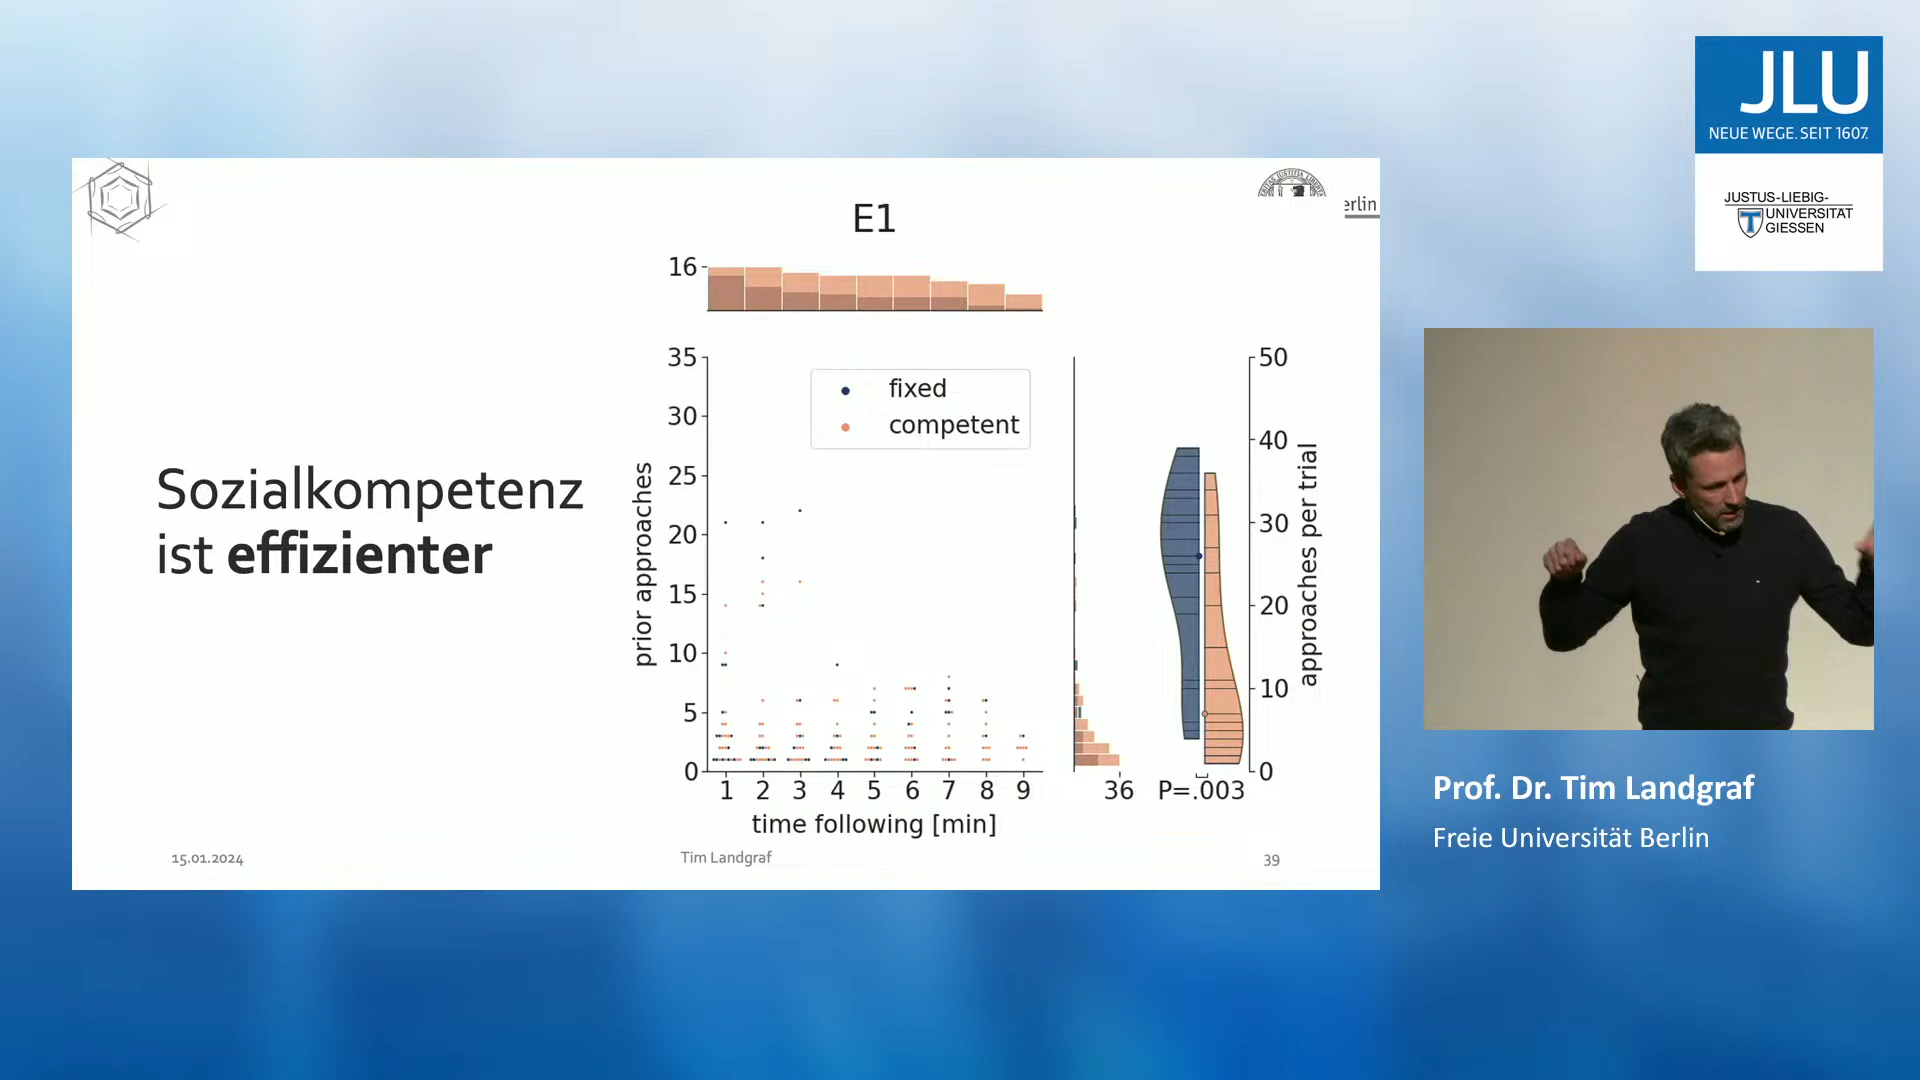 JLU
NEUE WEGE. SEIT 1607.
JUSTUS-LIEBIG-
UNIVERSITÄT
GIESSEN
erlin
E1
16
35
30
25
20
15
10
5
0
prior approaches
fixed
competent
1 2 3 4 5 6 7 8 9
time following [min]
36
P=.003
50
40
30
20
10
0
approaches per trial
Sozialkompetenz
ist effizienter
15.01.2024
Tim Landgraf
39
Prof. Dr. Tim Landgraf
Freie Universität Berlin